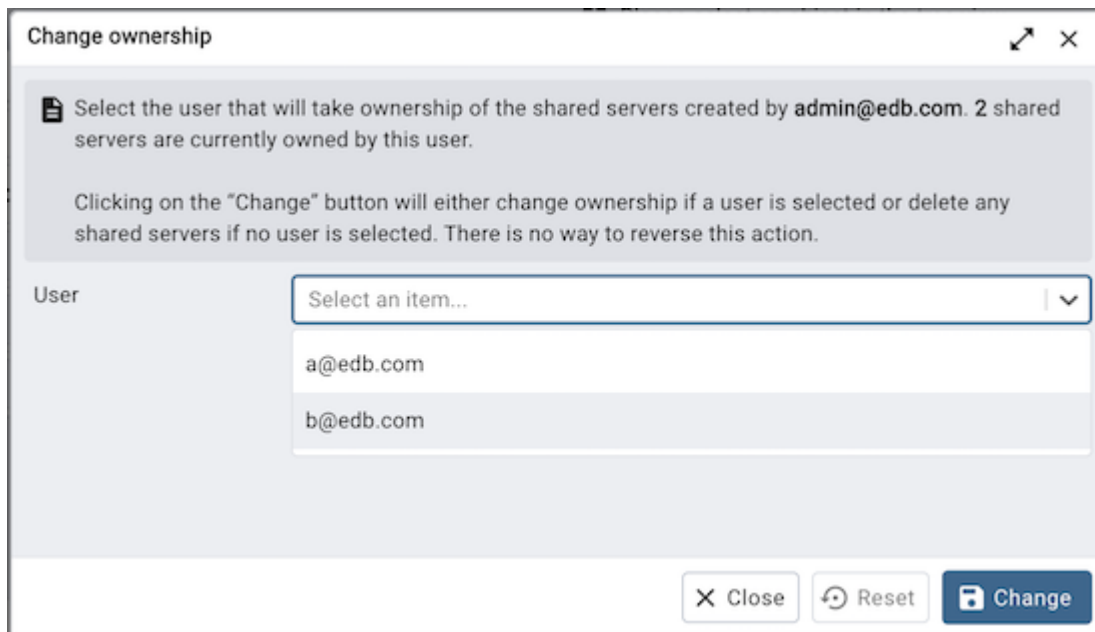 Change ownership
Select the user that will take ownership of the shared servers created by admin@edb.com. 2 shared
servers are currently owned by this user.
Clicking on the “Change” button will either change ownership if a user is selected or delete any
shared servers if no user is selected. There is no way to reverse this action.
User
Select an item...
a@edb.com
b@edb.com
Close
Reset
Change